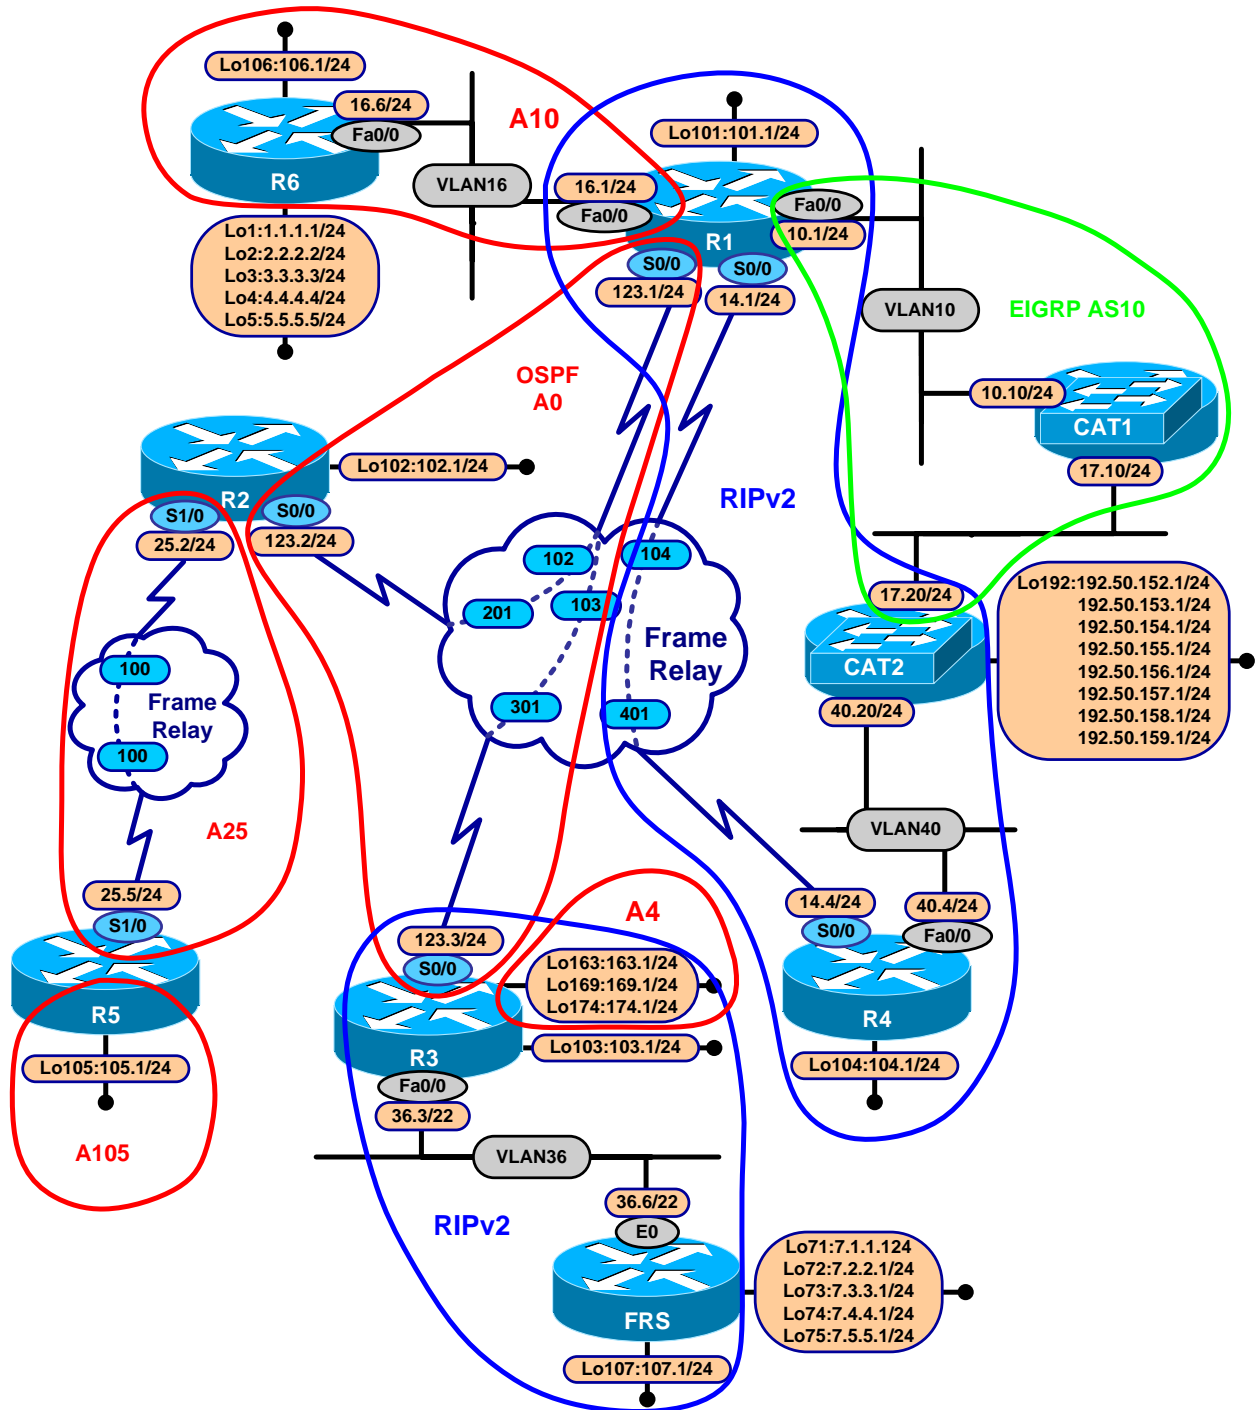 Lo106:106.1/24
16.6/24
Fa0/0
R6
A10
VLAN16
Lo1:1.1.1.1/24
Lo2:2.2.2.2/24
Lo3:3.3.3.3/24
Lo4:4.4.4.4/24
Lo5:5.5.5.5/24
Lo101:101.1/24
16.1/24
Fa0/0
Fa0/0
10.1/24
R1
S0/0
S0/0
123.1/24
14.1/24
VLAN10
EIGRP AS10
10.10/24
CAT1
17.10/24
OSPF
A0
R2
Lo102:102.1/24
S1/0
S0/0
25.2/24
123.2/24
RIPv2
102
104
201
103
Frame
Relay
301
401
17.20/24
CAT2
40.20/24
Lo192:192.50.152.1/24
192.50.153.1/24
192.50.154.1/24
192.50.155.1/24
192.50.156.1/24
192.50.157.1/24
192.50.158.1/24
192.50.159.1/24
100
Frame
Relay
100
A25
VLAN40
25.5/24
S1/0
R5
Lo105:105.1/24
A105
14.4/24
40.4/24
S0/0
Fa0/0
R4
Lo104:104.1/24
A4
123.3/24
S0/0
Lo163:163.1/24
Lo169:169.1/24
Lo174:174.1/24
R3
Lo103:103.1/24
Fa0/0
36.3/22
VLAN36
36.6/22
RIPv2
E0
FRS
Lo71:7.1.1.124
Lo72:7.2.2.1/24
Lo73:7.3.3.1/24
Lo74:7.4.4.1/24
Lo75:7.5.5.1/24
Lo107:107.1/24